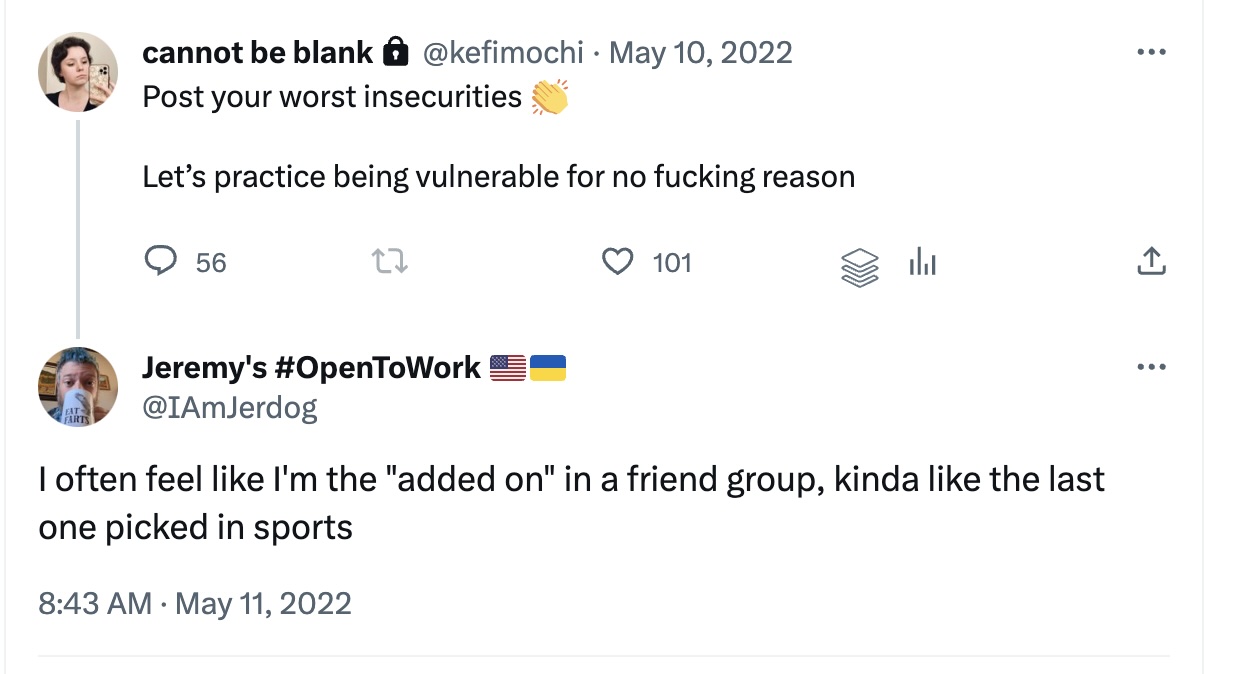 cannot be blank 🔒 @kefimochi · May 10, 2022
Post your worst insecurities 👏
Let’s practice being vulnerable for no fucking reason
56 101
Jeremy's #OpenToWork 🇺🇸🇺🇦
@IAmJerdog
EAT
FARTS
I often feel like I'm the "added on" in a friend group, kinda like the last
one picked in sports
8:43 AM · May 11, 2022